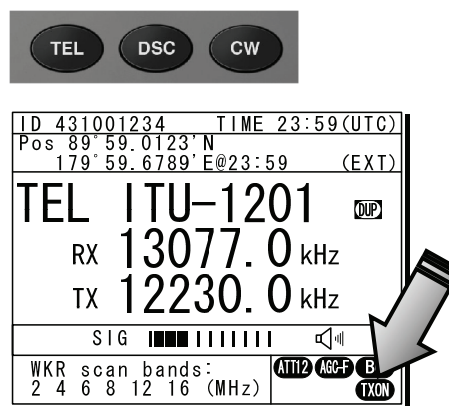 TEL DSC CW
ID 431001234 TIME 23:59(UTC)
Pos 89°59.0123'N
179°59.6789'E@23:59 (EXT)
TEL ITU-1201 DUP
RX 13077.0 kHz
TX 12230.0 kHz
SIG
WKR scan bands: ATT12 AGC-F B
2 4 6 8 12 16 (MHz) TXON